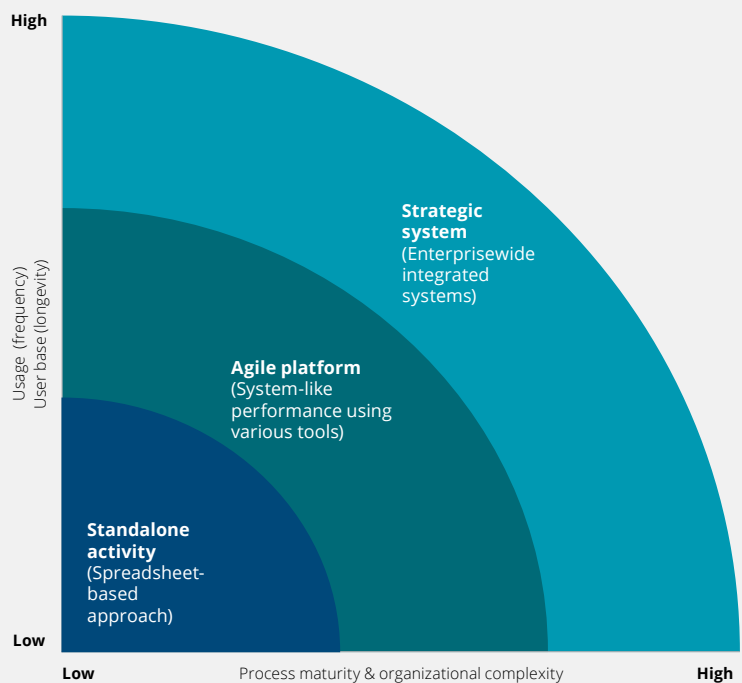 High
Strategic
system
(Enterprisewide
integrated
systems)
Usage (frequency)
User base (longevity)
Agile platform
(System-like
performance using
various tools)
Standalone
activity
(Spreadsheet-
based
approach)
Low
Low
Process maturity & organizational complexity
High